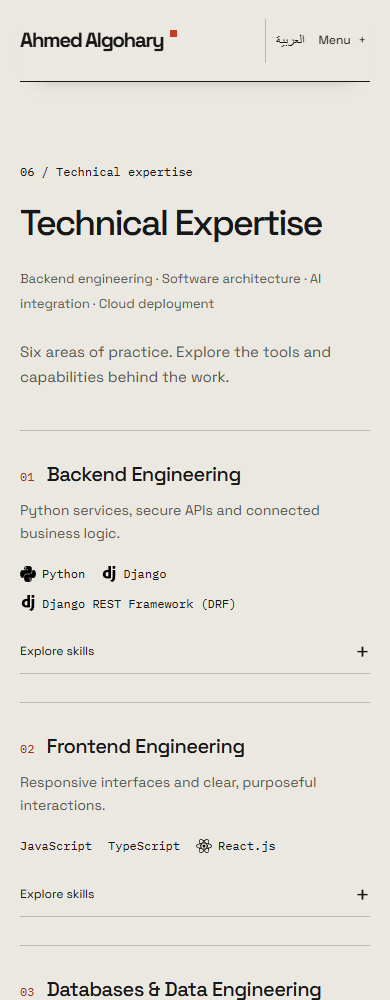 Ahmed Algohary
العربية Menu +
06 / Technical expertise
Technical Expertise
Backend engineering · Software architecture · AI
integration · Cloud deployment
Six areas of practice. Explore the tools and
capabilities behind the work.
01 Backend Engineering
Python services, secure APIs and connected
business logic.
Python dj Django
dj Django REST Framework (DRF)
Explore skills +
02 Frontend Engineering
Responsive interfaces and clear, purposeful
interactions.
JavaScript TypeScript React.js
Explore skills +
03 Databases & Data Engineering